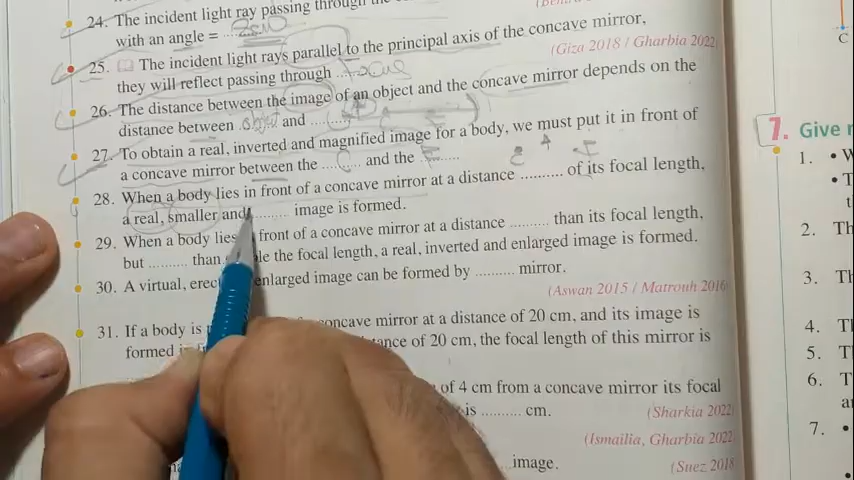 24. The incident light ray passing through the
with an angle = .... zero
25. The incident light rays parallel to the principal axis of the concave mirror,
(Giza 2018 / Gharbia 2022)
they will reflect passing through .... focus
26. The distance between the image of an object and the concave mirror depends on the
distance between object and ....
27. To obtain a real, inverted and magnified image for a body, we must put it in front of
a concave mirror between the .... C .... and the .... F ....
28. When a body lies in front of a concave mirror at a distance .......... of its focal length,
a real, smaller and .......... image is formed.
29. When a body lies front of a concave mirror at a distance .......... than its focal length,
but .......... than the focal length, a real, inverted and enlarged image is formed.
30. A virtual, enlarged image can be formed by .......... mirror.
(Aswan 2015 / Matrouh 2016)
31. If a body is concave mirror at a distance of 20 cm, and its image is
formed of 20 cm, the focal length of this mirror is
of 4 cm from a concave mirror its focal
is .......... cm.
(Sharkia 2022)
(Ismailia, Gharbia 2022
image.
(Suez 2018
C
7. Give
1. • W
• T
2. Th
3. Th
4. T
5. T
6. A
7. •